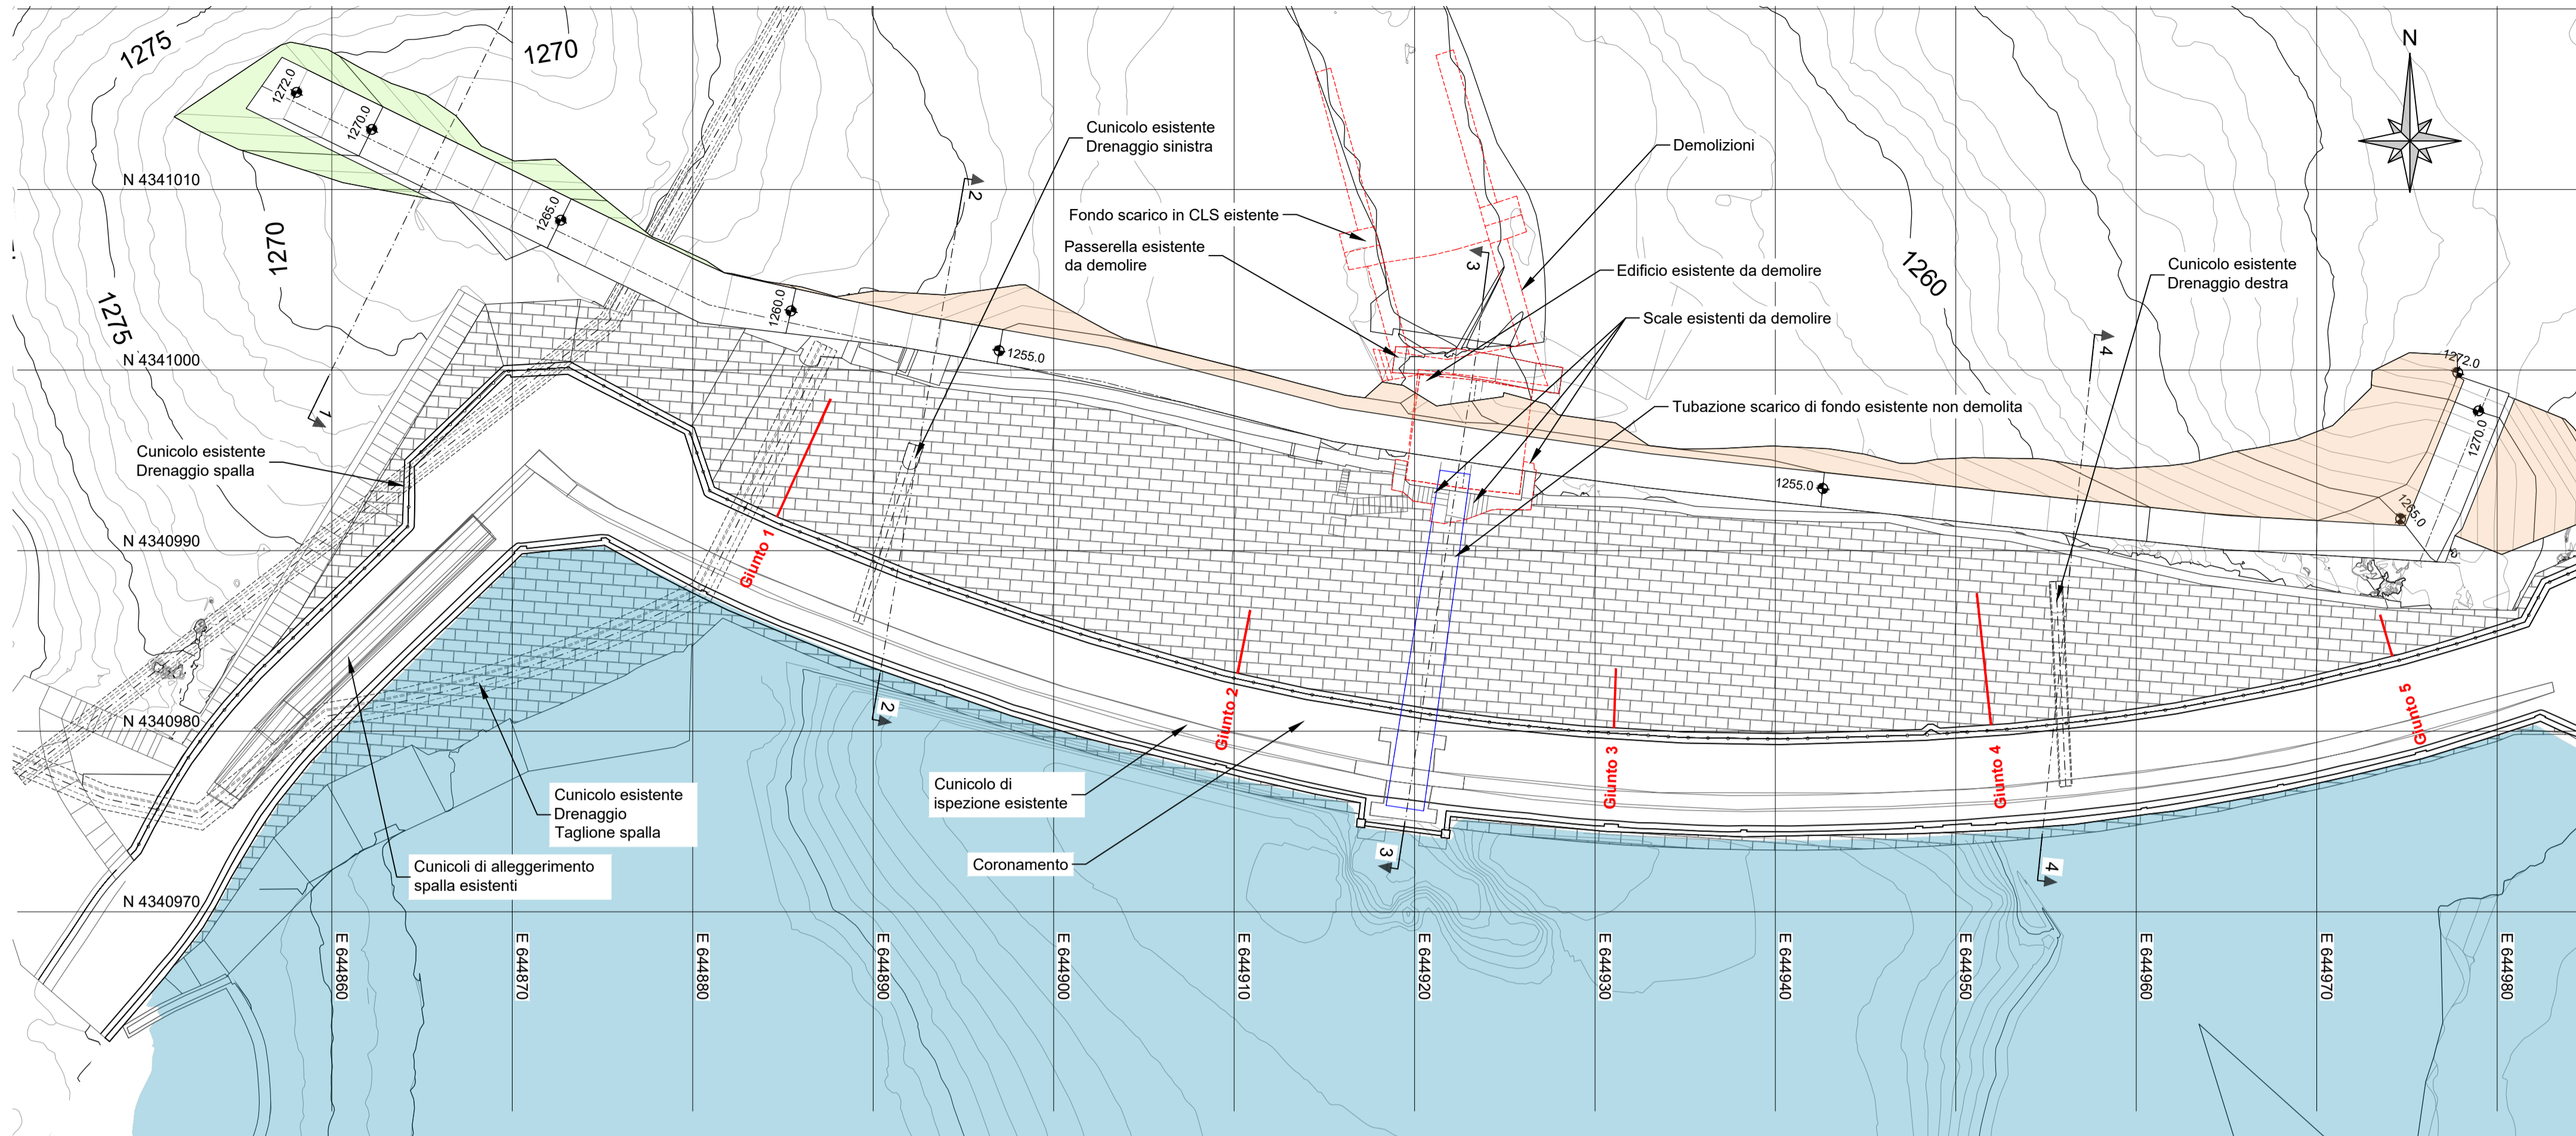 1275
1270
N
1272.0
1270.0
Cunicolo esistente
Drenaggio sinistra
Demolizioni
N 4341010
2
1265.0
Fondo scarico in CLS eistente
Passerella esistente
da demolire
1270
3
Edificio esistente da demolire
1260
Cunicolo esistente
Drenaggio destra
1275
1260.0
Scale esistenti da demolire
4
N 4341000
1255.0
1272.0
1
Tubazione scarico di fondo esistente non demolita
1270.0
Cunicolo esistente
Drenaggio spalla
1255.0
1265.0
N 4340990
Giunto 1
2
Giunto 2
Giunto 3
Giunto 4
Giunto 5
N 4340980
Cunicolo di
ispezione esistente
Cunicolo esistente
Drenaggio
Taglione spalla
Coronamento
3
4
Cunicoli di alleggerimento
spalla esistenti
N 4340970
E 644860
E 644870
E 644880
E 644890
E 644900
E 644910
E 644920
E 644930
E 644940
E 644950
E 644960
E 644970
E 644980